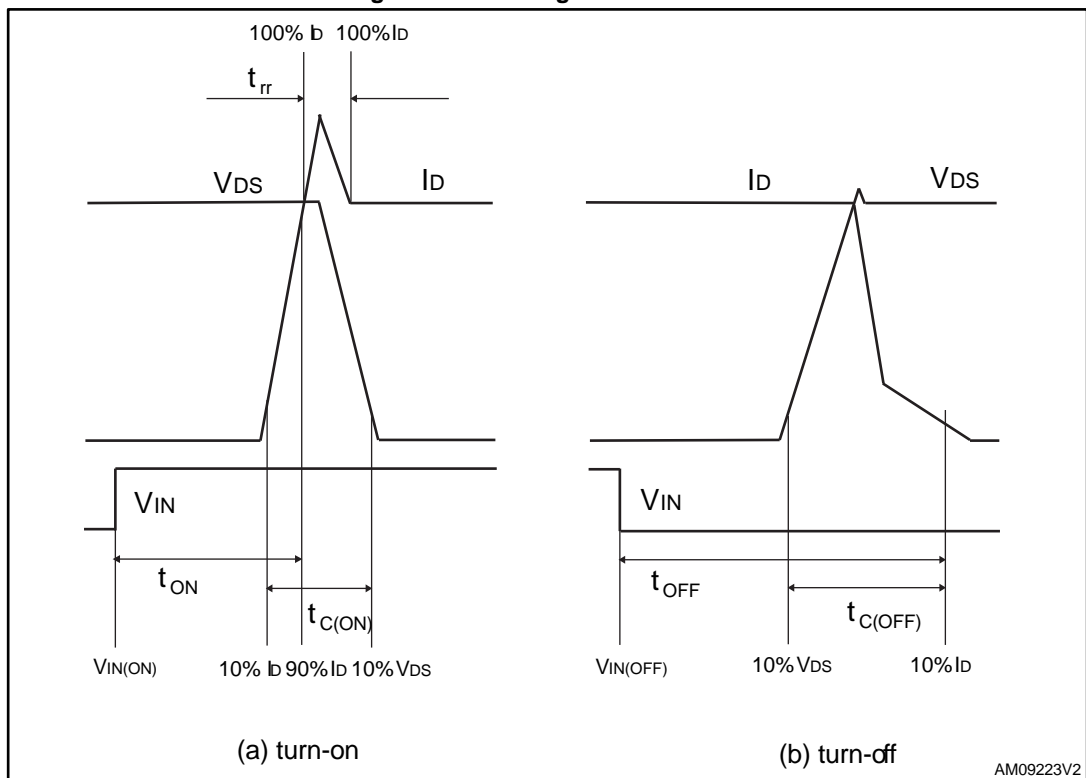 100% ID 100% ID
trr
VDS ID
VIN
tON
tC(ON)
VIN(ON) 10% ID 90% ID 10% VDS
(a) turn-on
ID VDS
VIN
tOFF
tC(OFF)
VIN(OFF) 10% VDS 10% ID
(b) turn-off
AM09223V2